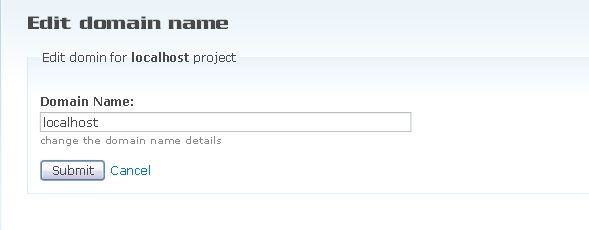 Edit domain name
Edit domin for localhost project
Domain Name:
localhost
change the domain name details
Submit Cancel